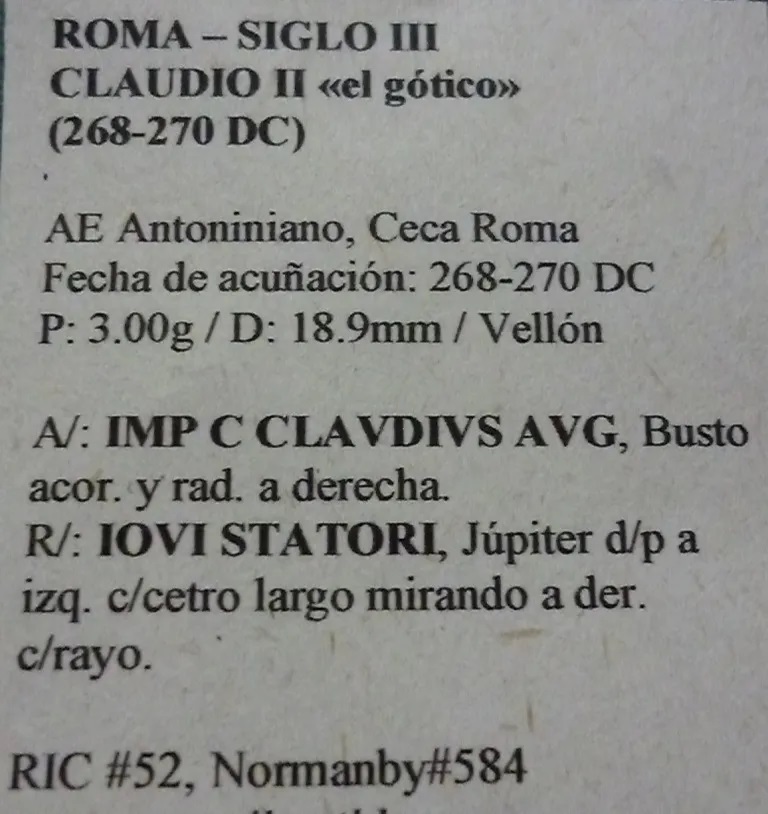 ROMA – SIGLO III
CLAUDIO II «el gótico»
(268-270 DC)
AE Antoniniano, Ceca Roma
Fecha de acuñación: 268-270 DC
P: 3.00g / D: 18.9mm / Vellón
A/: IMP C CLAVDIVS AVG, Busto
acor. y rad. a derecha.
R/: IOVI STATORI, Júpiter d/p a
izq. c/cetro largo mirando a der.
c/rayo.
RIC #52, Normanby#584